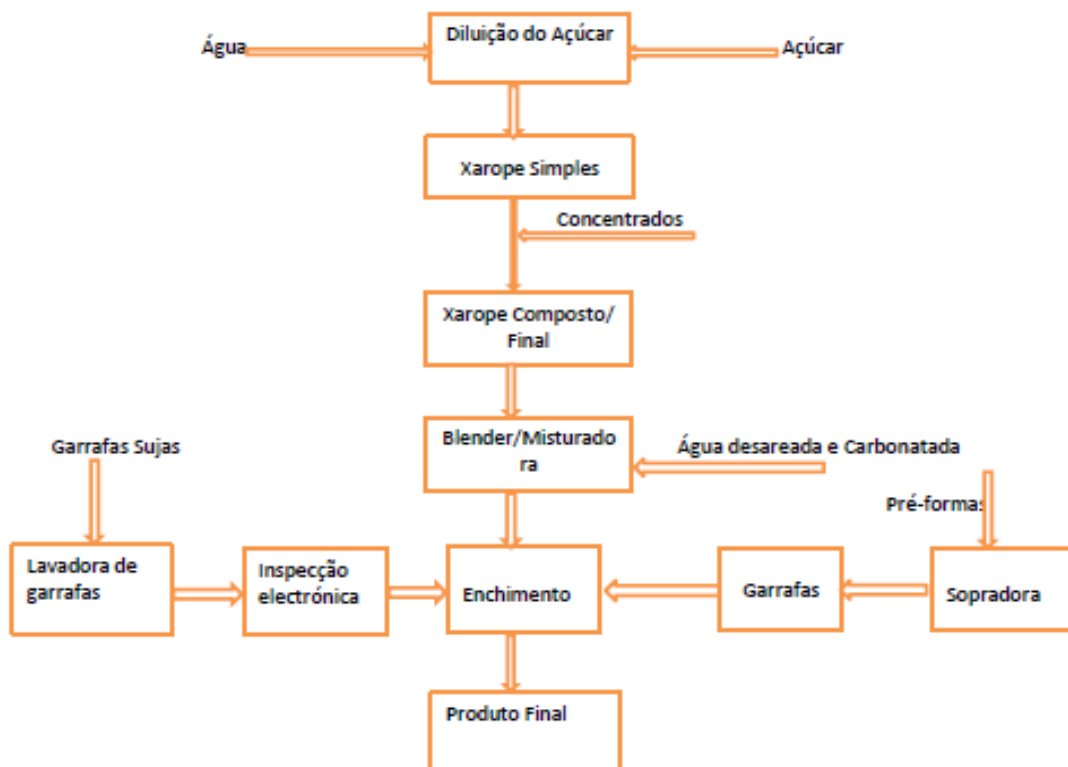 Diluição do Açúcar
Água
Açúcar
Xarope Simples
Concentrados
Xarope Composto/
Final
Blender/Misturado
ra
Garrafas Sujas
Água desareada e Carbonatada
Pré-formas
Lavadora de
garrafas
Inspecção
electrónica
Enchimento
Garrafas
Sopradora
Produto Final